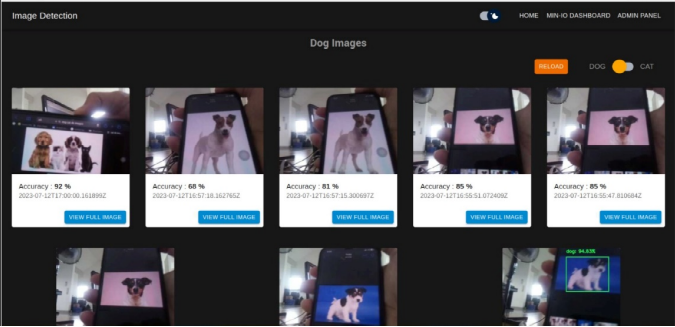 Image Detection
HOME MIN-IO DASHBOARD ADMIN PANEL
Dog Images
RELOAD DOG CAT
Accuracy : 92 %
2023-07-12T17:00:00.161899Z
VIEW FULL IMAGE
Accuracy : 68 %
2023-07-12T16:57:18.162765Z
VIEW FULL IMAGE
Accuracy : 81 %
2023-07-12T16:57:15.300697Z
VIEW FULL IMAGE
Accuracy : 85 %
2023-07-12T16:55:51.072409Z
VIEW FULL IMAGE
Accuracy : 85 %
2023-07-12T16:55:47.810684Z
VIEW FULL IMAGE
dog: 94.63%